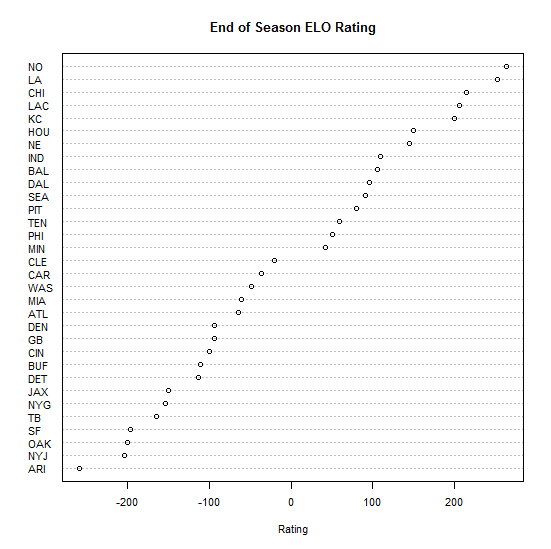 End of Season ELO Rating
NO
LA
CHI
LAC
KC
HOU
NE
IND
BAL
DAL
SEA
PIT
TEN
PHI
MIN
CLE
CAR
WAS
MIA
ATL
DEN
GB
CIN
BUF
DET
JAX
NYG
TB
SF
OAK
NYJ
ARI
-200 -100 0 100 200
Rating